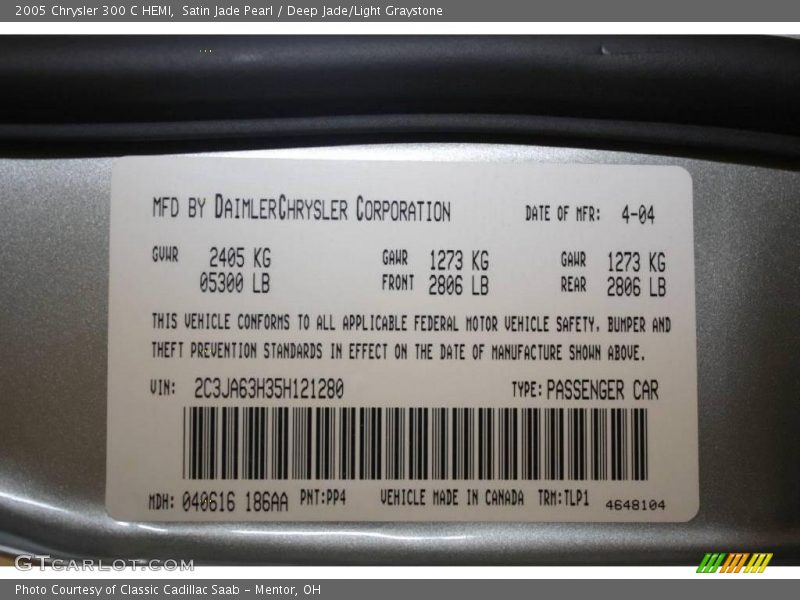 2005 Chrysler 300 C HEMI, Satin Jade Pearl / Deep Jade/Light Graystone
MFD BY DAIMLERCHRYSLER CORPORATION DATE OF MFR: 4-04
GVWR 2405 KG GAWR 1273 KG GAWR 1273 KG
05300 LB FRONT 2806 LB REAR 2806 LB
THIS VEHICLE CONFORMS TO ALL APPLICABLE FEDERAL MOTOR VEHICLE SAFETY, BUMPER AND
THEFT PREVENTION STANDARDS IN EFFECT ON THE DATE OF MANUFACTURE SHOWN ABOVE.
VIN: 2C3JA63H35H121280 TYPE: PASSENGER CAR
MDH: 040616 186AA PNT:PP4 VEHICLE MADE IN CANADA TRM:TLP1 4648104
GTCARLOT.COM
Photo Courtesy of Classic Cadillac Saab - Mentor, OH